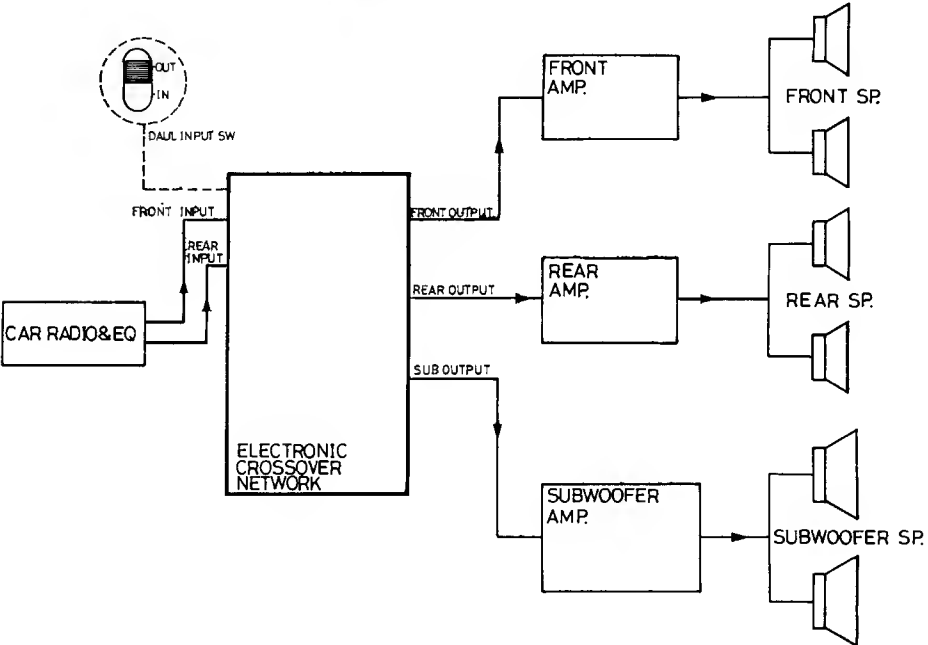 OUT
IN
DAUL INPUT SW
FRONT INPUT
REAR
INPUT
CAR RADIO&EQ
ELECTRONIC
CROSSOVER
NETWORK
FRONT OUTPUT
REAR OUTPUT
SUB OUTPUT
FRONT
AMP.
FRONT SP.
REAR
AMP.
REAR SP.
SUBWOOFER
AMP.
SUBWOOFER SP.